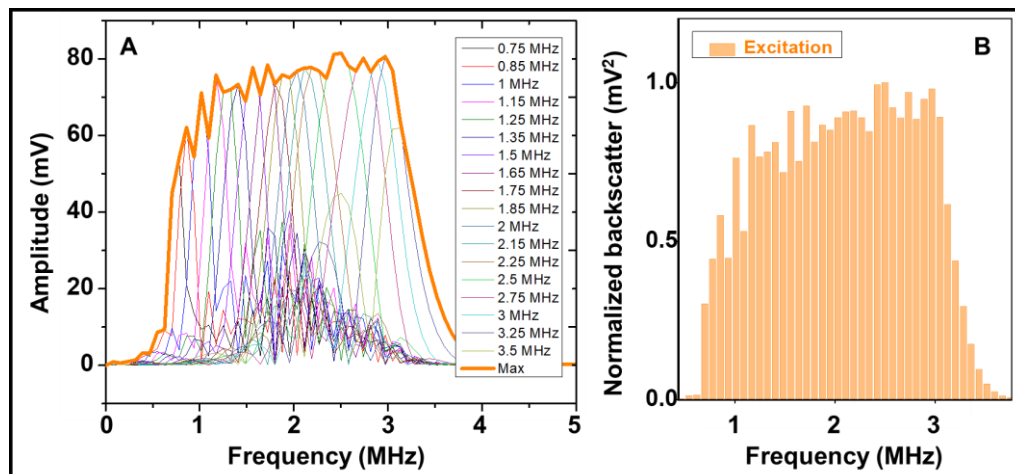 A
80
60
40
20
0
Amplitude (mV)
0 1 2 3 4 5
Frequency (MHz)
0.75 MHz
0.85 MHz
1 MHz
1.15 MHz
1.25 MHz
1.35 MHz
1.5 MHz
1.65 MHz
1.75 MHz
1.85 MHz
2 MHz
2.15 MHz
2.25 MHz
2.5 MHz
2.75 MHz
3 MHz
3.25 MHz
3.5 MHz
Max
Excitation
B
1.0
0.5
0.0
Normalized backscatter (mV²)
1 2 3
Frequency (MHz)